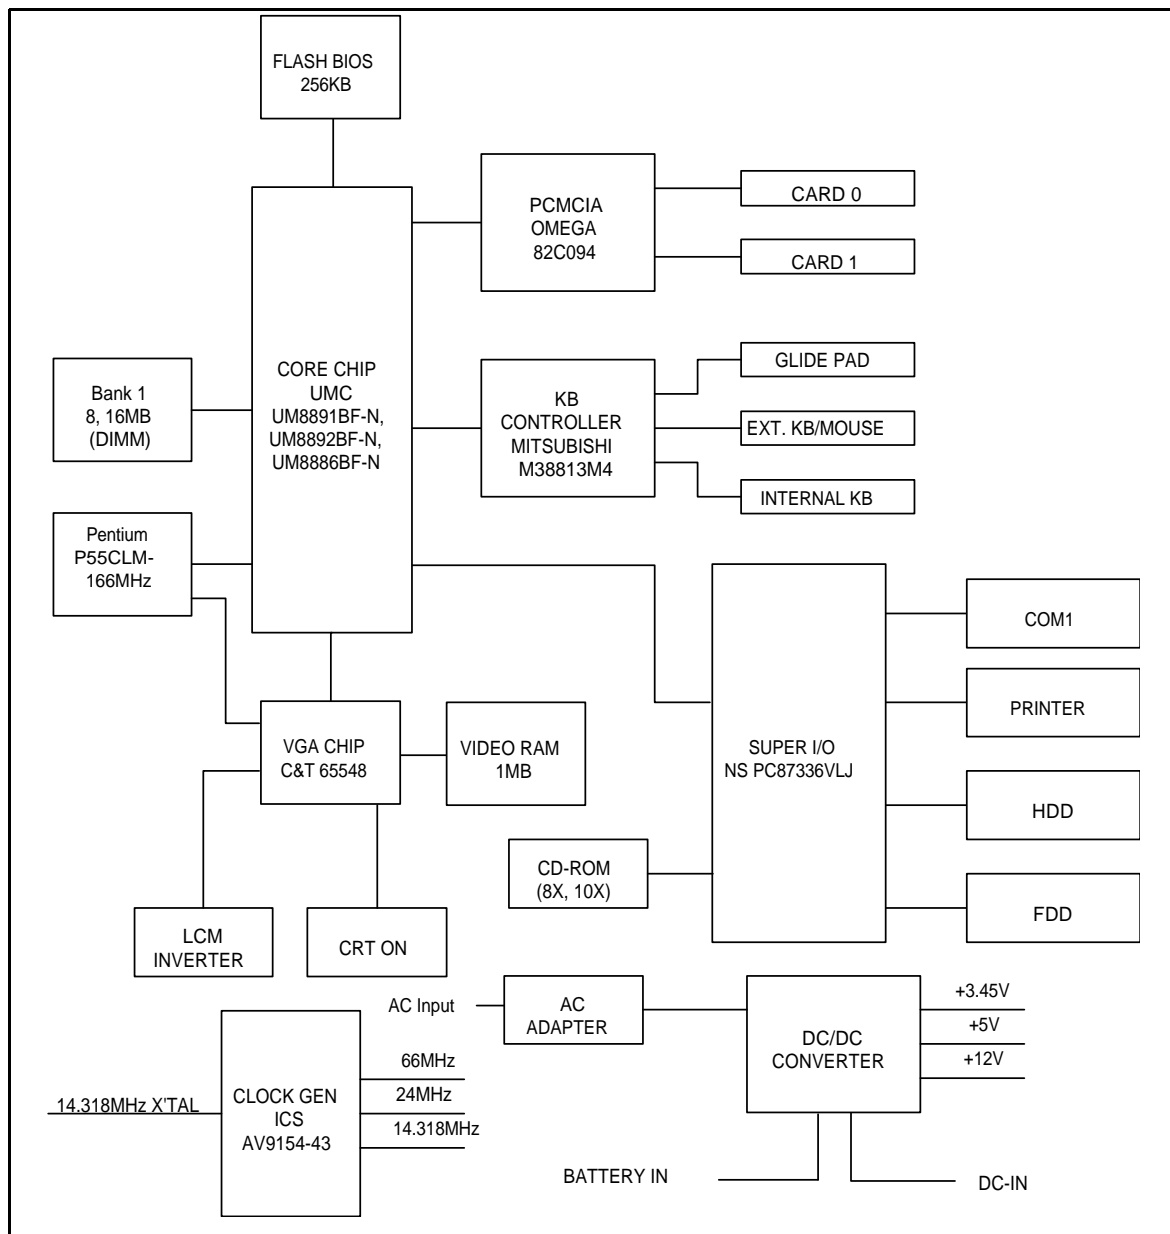 FLASH BIOS
256KB
PCMCIA
OMEGA
82C094
CARD 0
CARD 1
Bank 1
8, 16MB
(DIMM)
CORE CHIP
UMC
UM8891BF-N,
UM8892BF-N,
UM8886BF-N
KB
CONTROLLER
MITSUBISHI
M38813M4
GLIDE PAD
EXT. KB/MOUSE
INTERNAL KB
Pentium
P55CLM-
166MHz
VGA CHIP
C&T 65548
VIDEO RAM
1MB
SUPER I/O
NS PC87336VLJ
COM1
PRINTER
HDD
FDD
CD-ROM
(8X, 10X)
LCM
INVERTER
CRT ON
AC Input
AC
ADAPTER
DC/DC
CONVERTER
+3.45V
+5V
+12V
14.318MHz X'TAL
CLOCK GEN
ICS
AV9154-43
66MHz
24MHz
14.318MHz
BATTERY IN
DC-IN